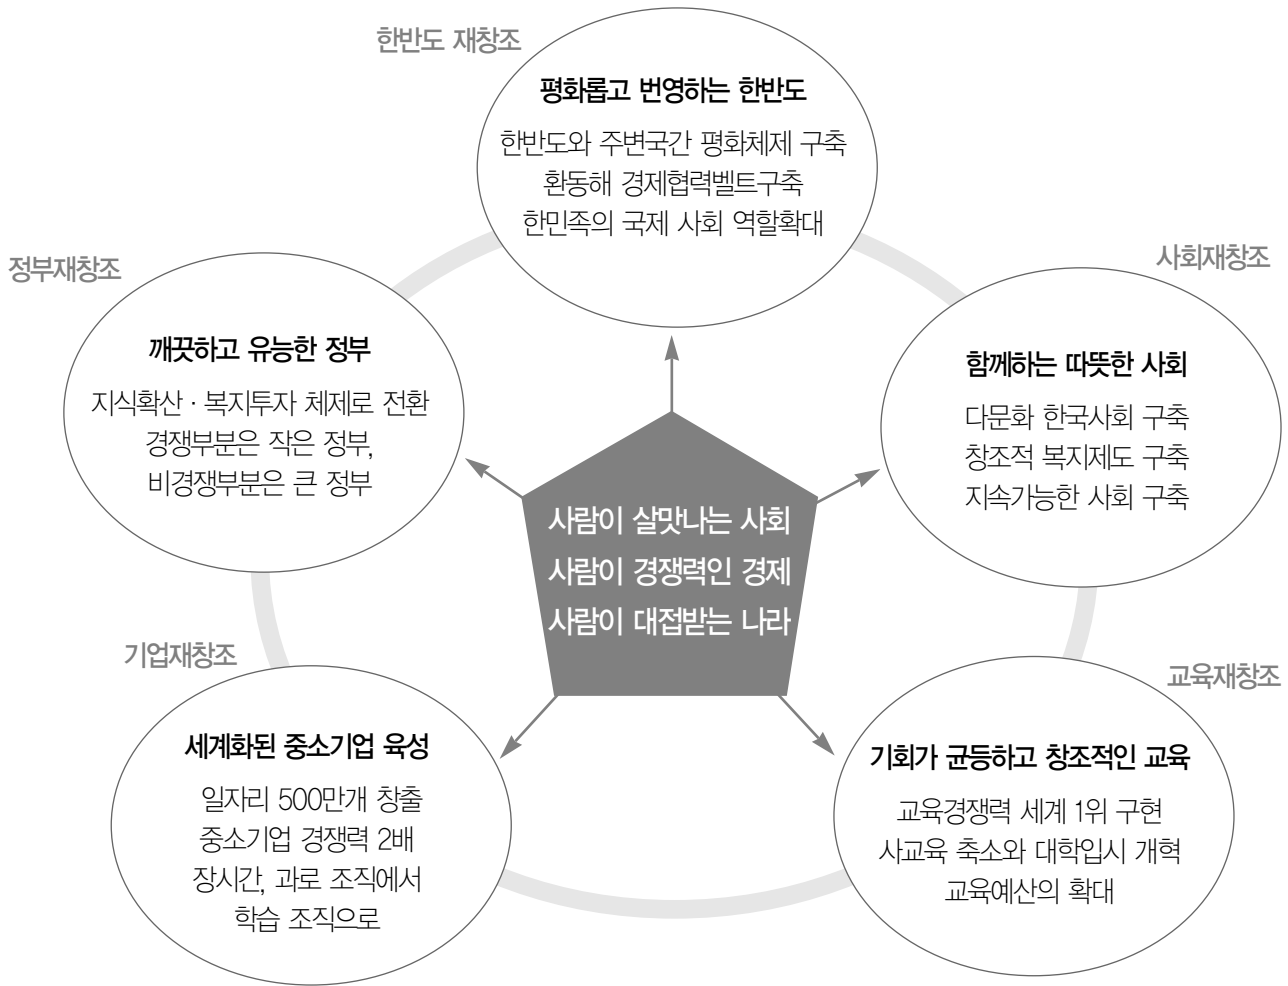 한반도 재창조
평화롭고 번영하는 한반도
한반도와 주변국간 평화체제 구축
환동해 경제협력벨트구축
한민족의 국제 사회 역할확대
정부재창조
깨끗하고 유능한 정부
지식확산 · 복지투자 체제로 전환
경쟁부분은 작은 정부,
비경쟁부분은 큰 정부
사회재창조
함께하는 따뜻한 사회
다문화 한국사회 구축
창조적 복지제도 구축
지속가능한 사회 구축
사람이 살맛나는 사회
사람이 경쟁력인 경제
사람이 대접받는 나라
기업재창조
세계화된 중소기업 육성
일자리 500만개 창출
중소기업 경쟁력 2배
장시간, 과로 조직에서
학습 조직으로
교육재창조
기회가 균등하고 창조적인 교육
교육경쟁력 세계 1위 구현
사교육 축소와 대학입시 개혁
교육예산의 확대